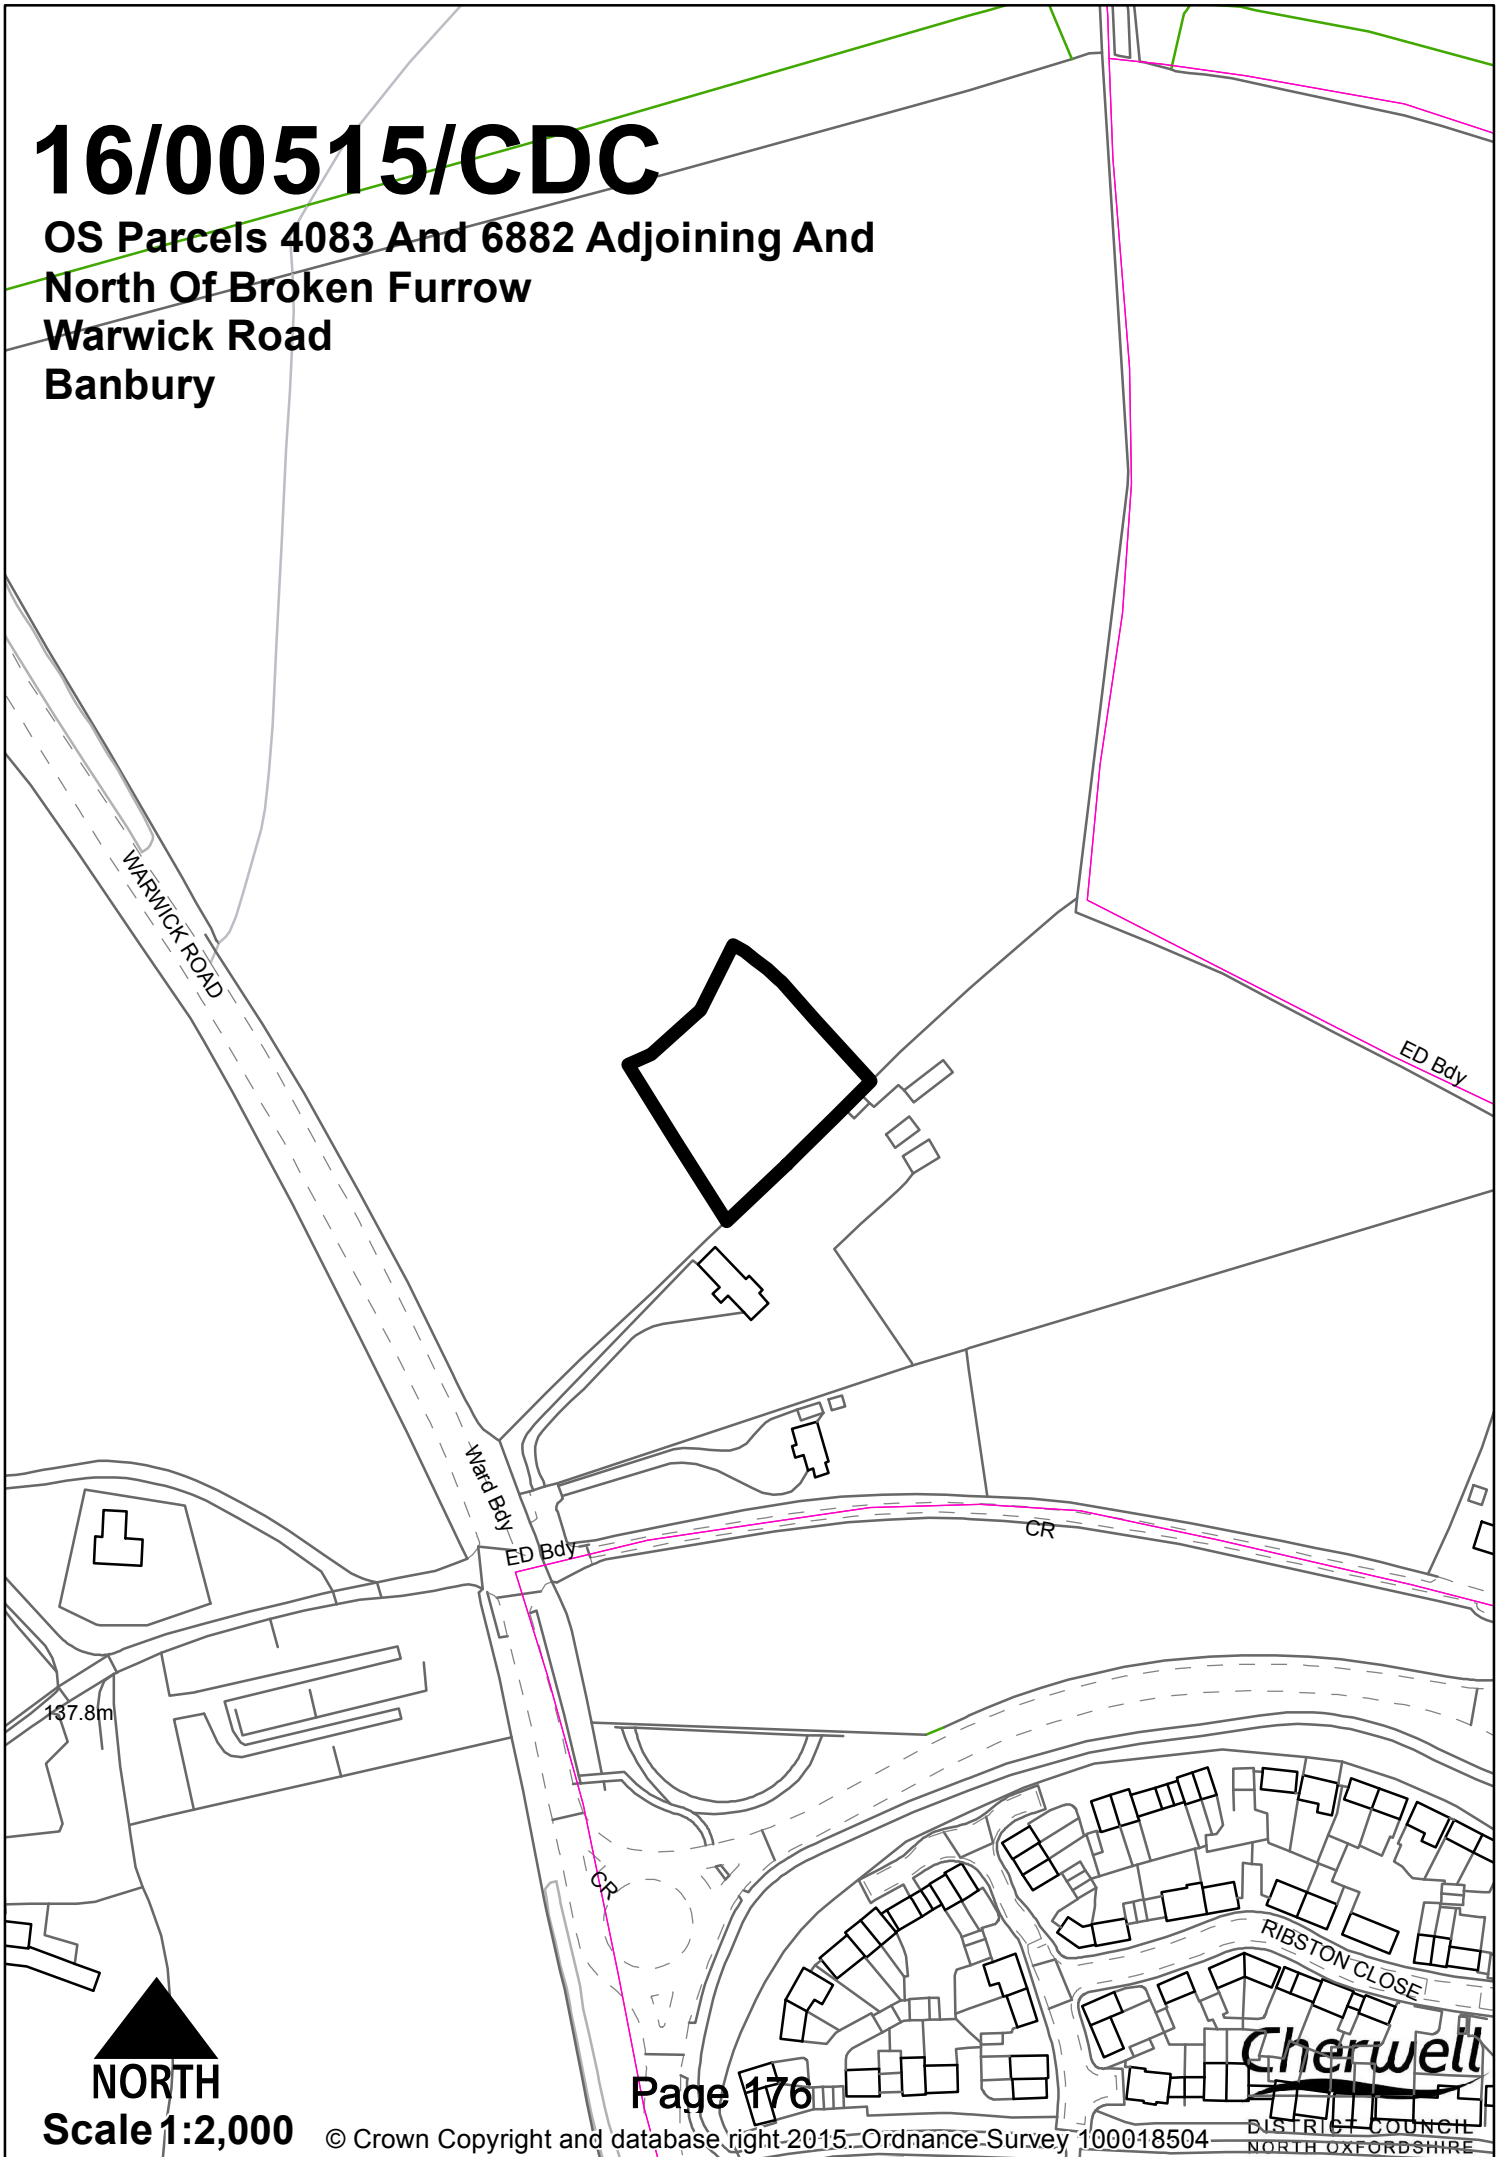 16/00515/CDC
OS Parcels 4083 And 6882 Adjoining And
North Of Broken Furrow
Warwick Road
Banbury
WARWICK ROAD
ED Bdy
Ward Bdy
ED Bdy
CR
137.8m
CR
RIBSTON CLOSE
NORTH
Scale 1:2,000
Page 176
© Crown Copyright and database right 2015. Ordnance Survey 100018504
Cherwell
DISTRICT COUNCIL
NORTH OXFORDSHIRE